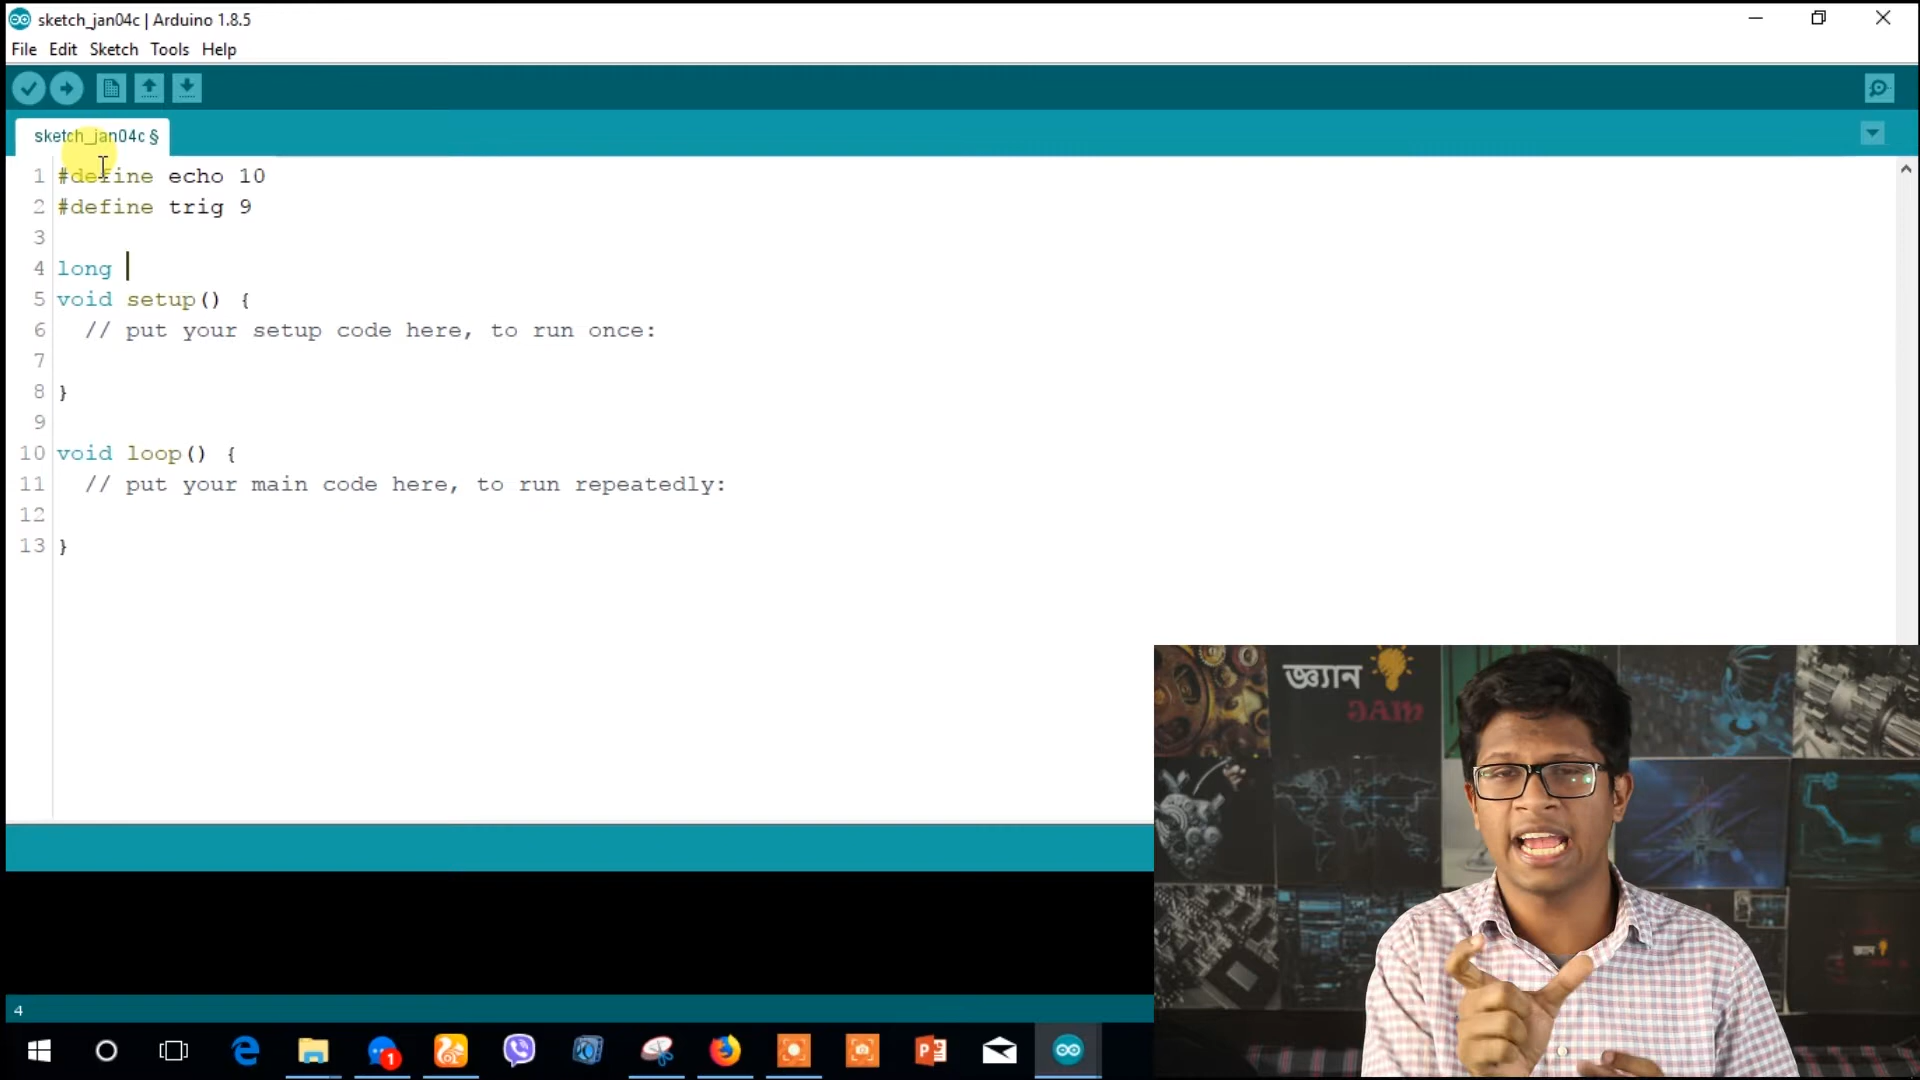 sketch_jan04c | Arduino 1.8.5
File Edit Sketch Tools Help
sketch_jan04c §
1 #define echo 10
2 #define trig 9
3
4 long
5 void setup() {
6 // put your setup code here, to run once:
7
8 }
9
10 void loop() {
11 // put your main code here, to run repeatedly:
12
13 }
জ্ঞ্যান
JAM
4
1